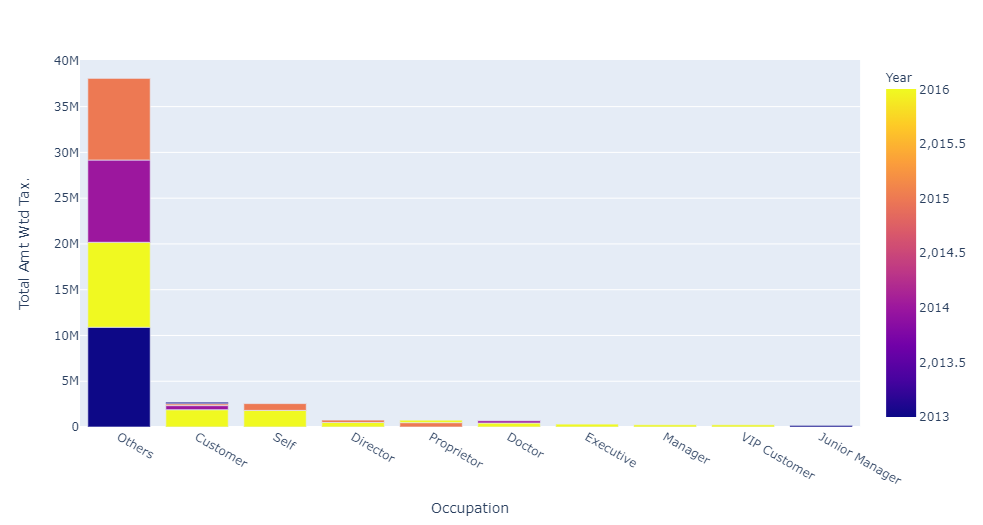 Year
40M
35M
30M
25M
20M
15M
10M
5M
0
Total Amt Wtd Tax.
Others
Customer
Self
Director
Proprietor
Doctor
Executive
Manager
VIP Customer
Junior Manager
Occupation
2016
2,015.5
2015
2,014.5
2014
2,013.5
2013